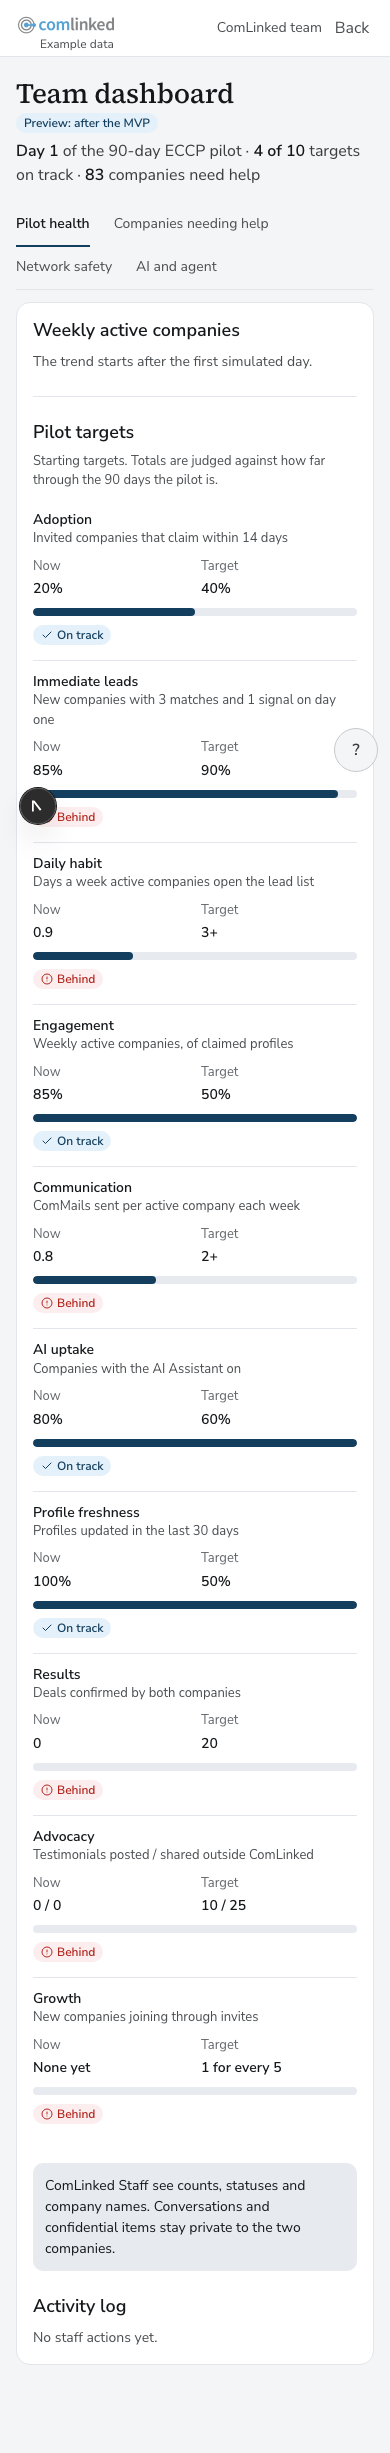 comlinked
Example data
ComLinked team
Back
Team dashboard
Preview: after the MVP
Day 1 of the 90-day ECCP pilot · 4 of 10 targets
on track · 83 companies need help
Pilot health
Companies needing help
Network safety
AI and agent
Weekly active companies
The trend starts after the first simulated day.
Pilot targets
Starting targets. Totals are judged against how far
through the 90 days the pilot is.
Adoption
Invited companies that claim within 14 days
Now
Target
20%
40%
On track
Immediate leads
New companies with 3 matches and 1 signal on day
one
Now
Target
?
85%
90%
Behind
Daily habit
Days a week active companies open the lead list
Now
Target
0.9
3+
Behind
Engagement
Weekly active companies, of claimed profiles
Now
Target
85%
50%
On track
Communication
ComMails sent per active company each week
Now
Target
0.8
2+
Behind
AI uptake
Companies with the AI Assistant on
Now
Target
80%
60%
On track
Profile freshness
Profiles updated in the last 30 days
Now
Target
100%
50%
On track
Results
Deals confirmed by both companies
Now
Target
0
20
Behind
Advocacy
Testimonials posted / shared outside ComLinked
Now
Target
0 / 0
10 / 25
Behind
Growth
New companies joining through invites
Now
Target
None yet
1 for every 5
Behind
ComLinked Staff see counts, statuses and
company names. Conversations and
confidential items stay private to the two
companies.
Activity log
No staff actions yet.